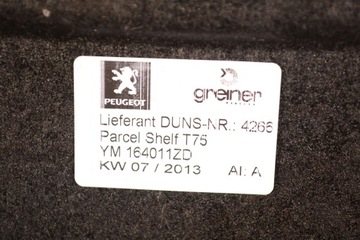 PEUGEOT
greiner
Lieferant DUNS-NR.: 4266
Parcel Shelf T75
YM 164011ZD
KW 07 / 2013 AI: A